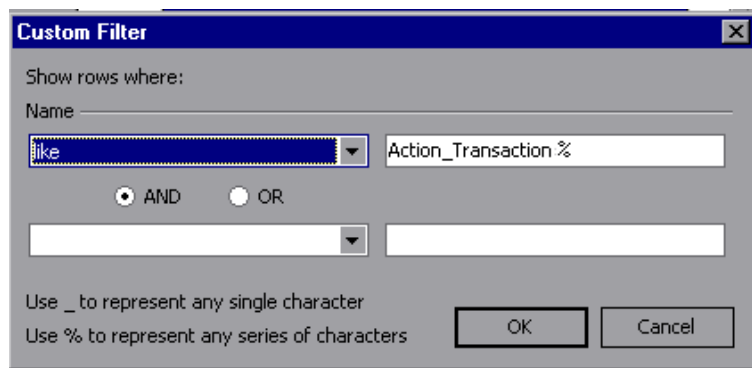 Custom Filter
Show rows where:
Name
like Action_Transaction %
AND OR
Use _ to represent any single character
Use % to represent any series of characters
OK Cancel